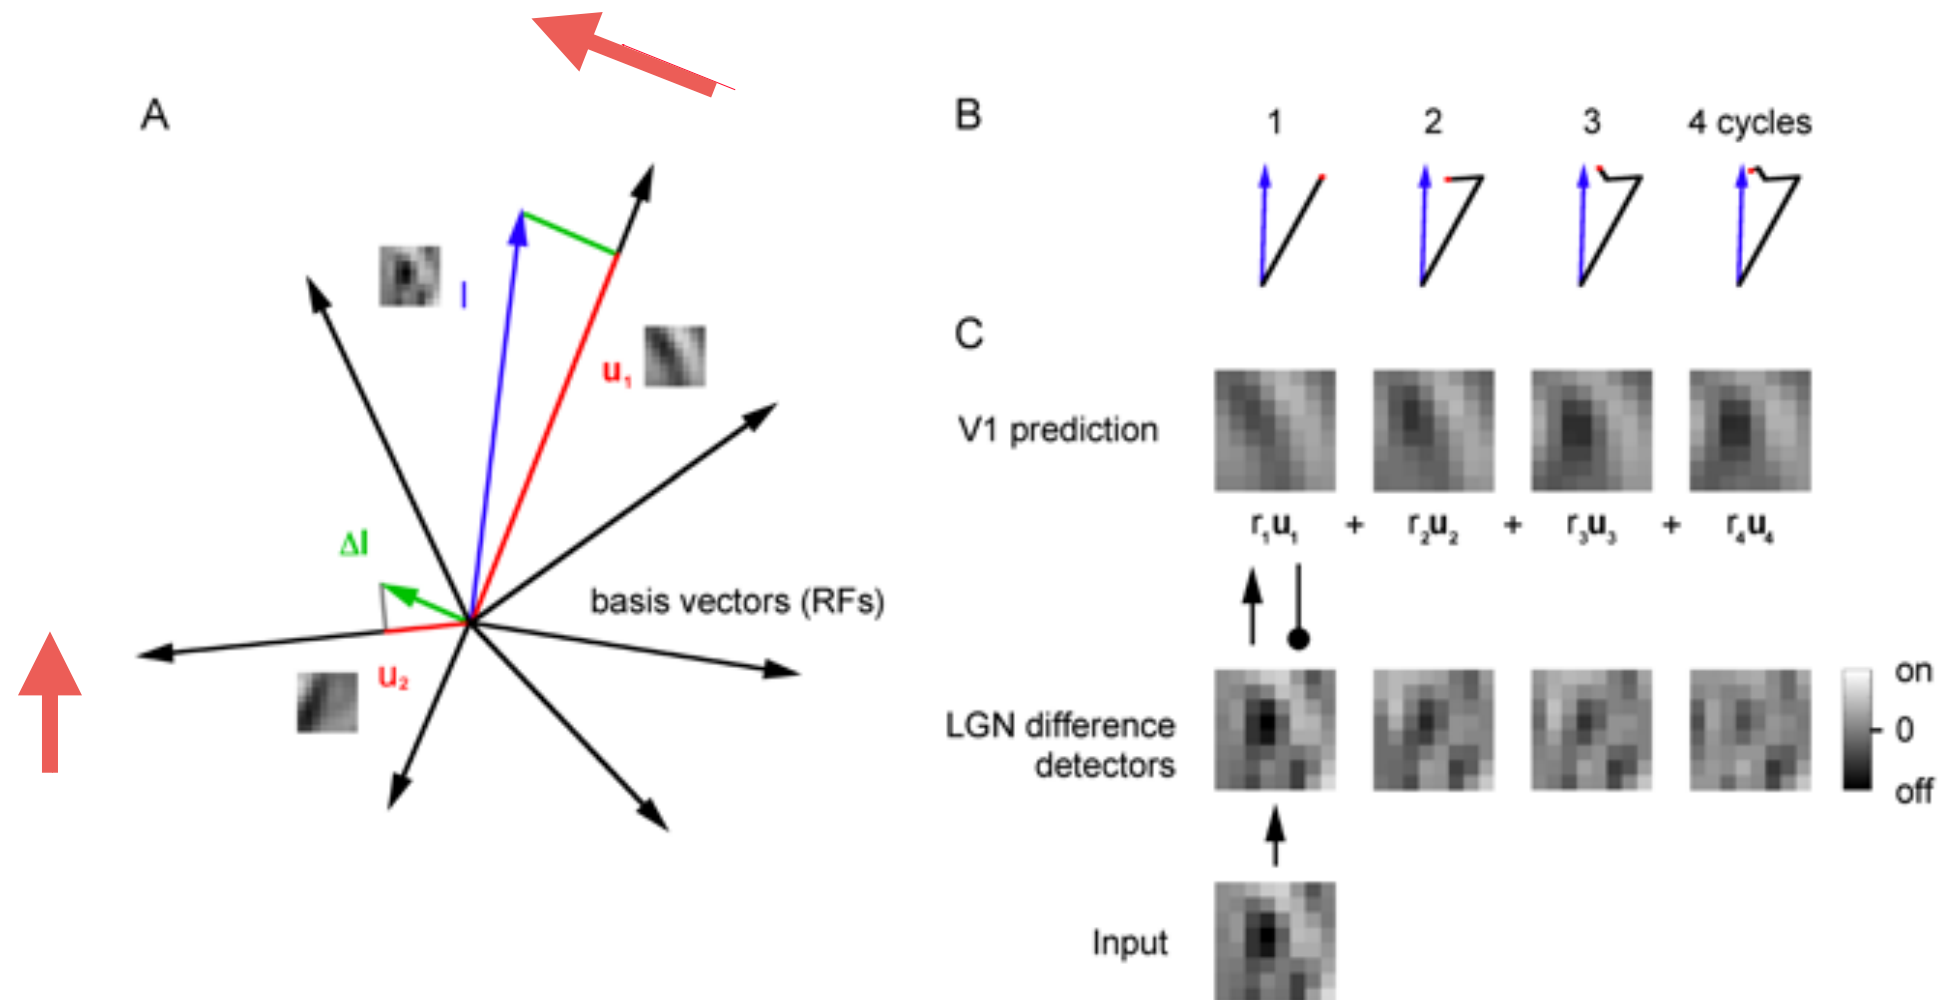 A
I
u₁
ΔI
basis vectors (RFs)
u₂
B
1 2 3 4 cycles
C
V1 prediction
r₁u₁ + r₂u₂ + r₃u₃ + r₄u₄
LGN difference
detectors
on
0
off
Input